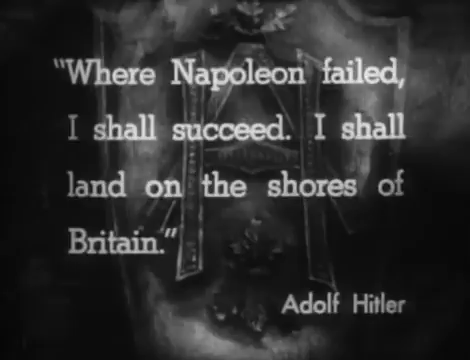 "Where Napoleon failed,
I shall succeed. I shall
land on the shores of
Britain."
Adolf Hitler